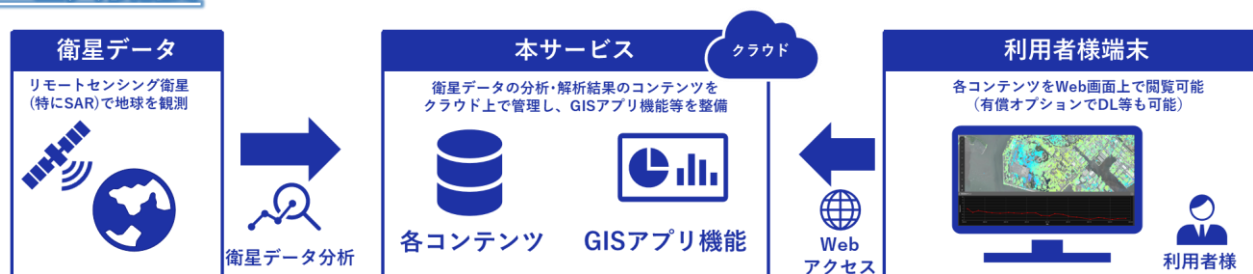 衛星データ
リモートセンシング衛星
(特にSAR)で地球を観測
衛星データ分析
本サービス
クラウド
衛星データの分析･解析結果のコンテンツを
クラウド上で管理し、GISアプリ機能等を整備
各コンテンツ
GISアプリ機能
Web
アクセス
利用者様端末
各コンテンツをWeb画面上で閲覧可能
(有償オプションでDL等も可能)
利用者様